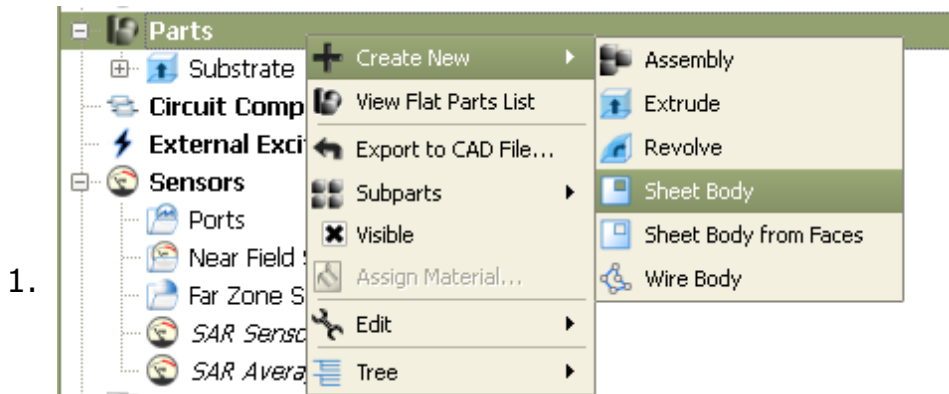 Parts
Substrate
Circuit Comp
External Exci
Sensors
Ports
Near Field
Far Zone S
SAR Senso
SAR Avera
1.
Create New
View Flat Parts List
Export to CAD File...
Subparts
Visible
Assign Material...
Edit
Tree
Assembly
Extrude
Revolve
Sheet Body
Sheet Body from Faces
Wire Body